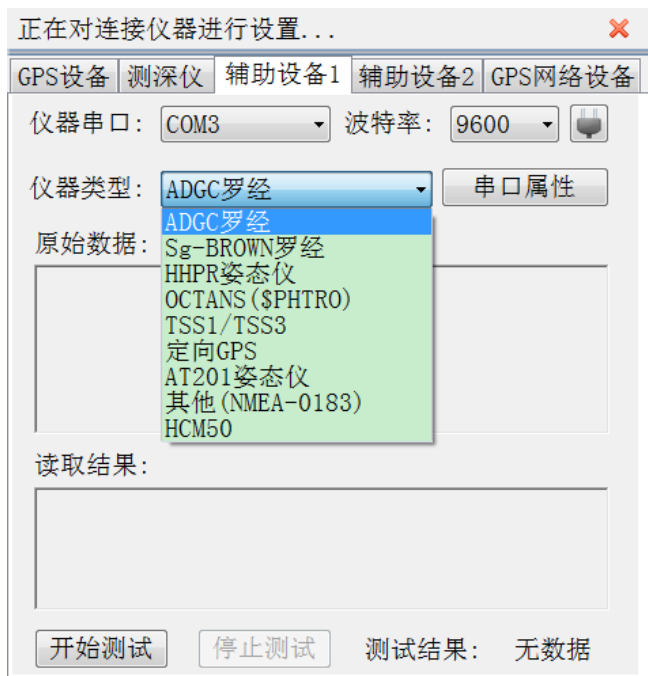 正在对连接仪器进行设置...
GPS设备 测深仪 辅助设备1 辅助设备2 GPS网络设备
仪器串口: COM3 波特率: 9600
仪器类型: ADGC罗经 串口属性
ADGC罗经
原始数据: Sg-BROWN罗经
HHPR姿态仪
OCTANS($PHTRO)
TSS1/TSS3
定向GPS
AT201姿态仪
其他(NMEA-0183)
HCM50
读取结果:
开始测试 停止测试 测试结果: 无数据